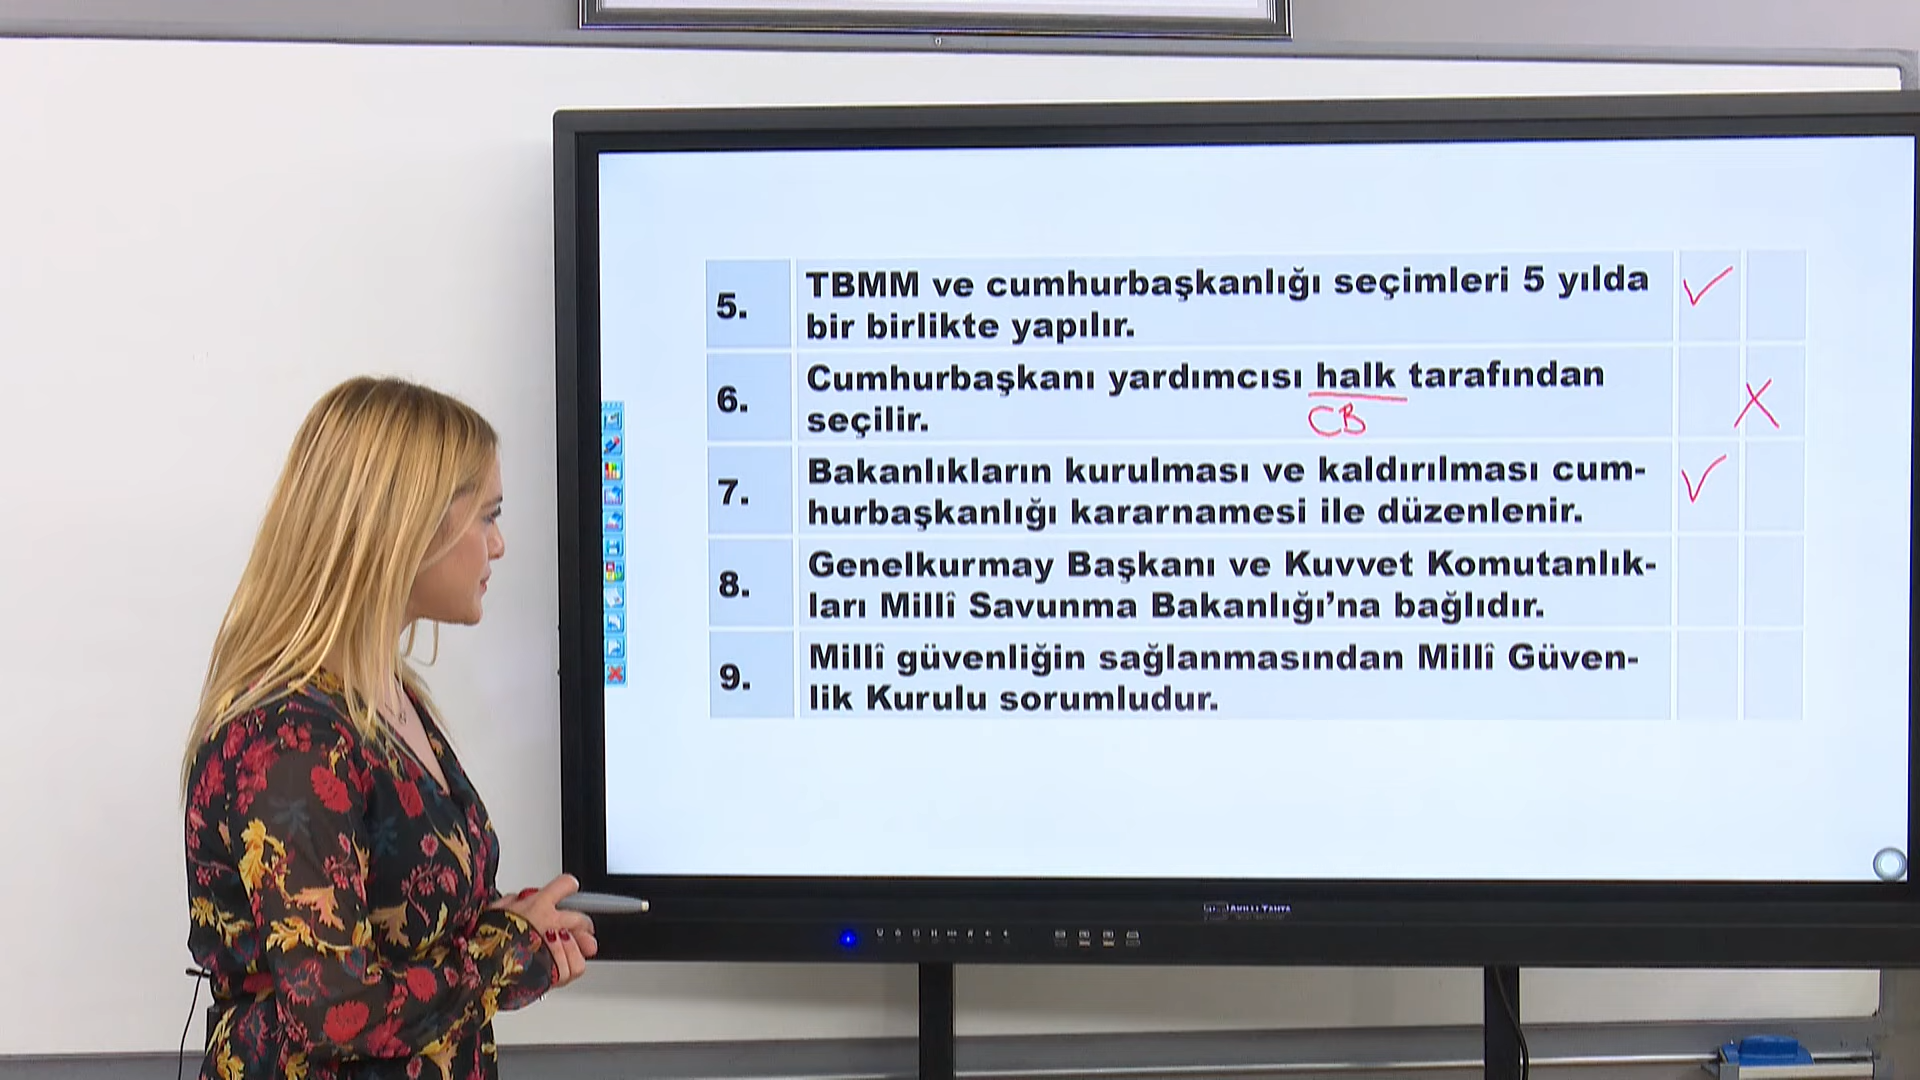 5.
TBMM ve cumhurbaşkanlığı seçimleri 5 yılda
bir birlikte yapılır.
6.
Cumhurbaşkanı yardımcısı halk tarafından
seçilir.
CB
7.
Bakanlıkların kurulması ve kaldırılması cum-
hurbaşkanlığı kararnamesi ile düzenlenir.
8.
Genelkurmay Başkanı ve Kuvvet Komutanlık-
ları Millî Savunma Bakanlığı’na bağlıdır.
9.
Millî güvenliğin sağlanmasından Millî Güven-
lik Kurulu sorumludur.
AKILLI TAHTA